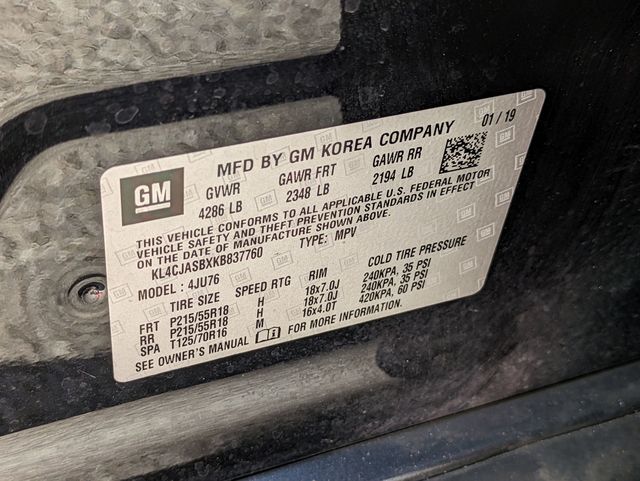 MFD BY GM KOREA COMPANY 01 / 19
GM
GVWR GAWR FRT GAWR RR
4286 LB 2348 LB 2194 LB
THIS VEHICLE CONFORMS TO ALL APPLICABLE U.S. FEDERAL MOTOR
VEHICLE SAFETY AND THEFT PREVENTION STANDARDS IN EFFECT
ON THE DATE OF MANUFACTURE SHOWN ABOVE.
KL4CJASBXKB837760 TYPE: MPV
MODEL : 4JU76
TIRE SIZE SPEED RTG RIM COLD TIRE PRESSURE
FRT P215/55R18 H 18x7.0J 240KPA, 35 PSI
RR P215/55R18 H 18x7.0J 240KPA, 35 PSI
SPA T125/70R16 M 16x4.0T 420KPA, 60 PSI
SEE OWNER'S MANUAL FOR MORE INFORMATION.